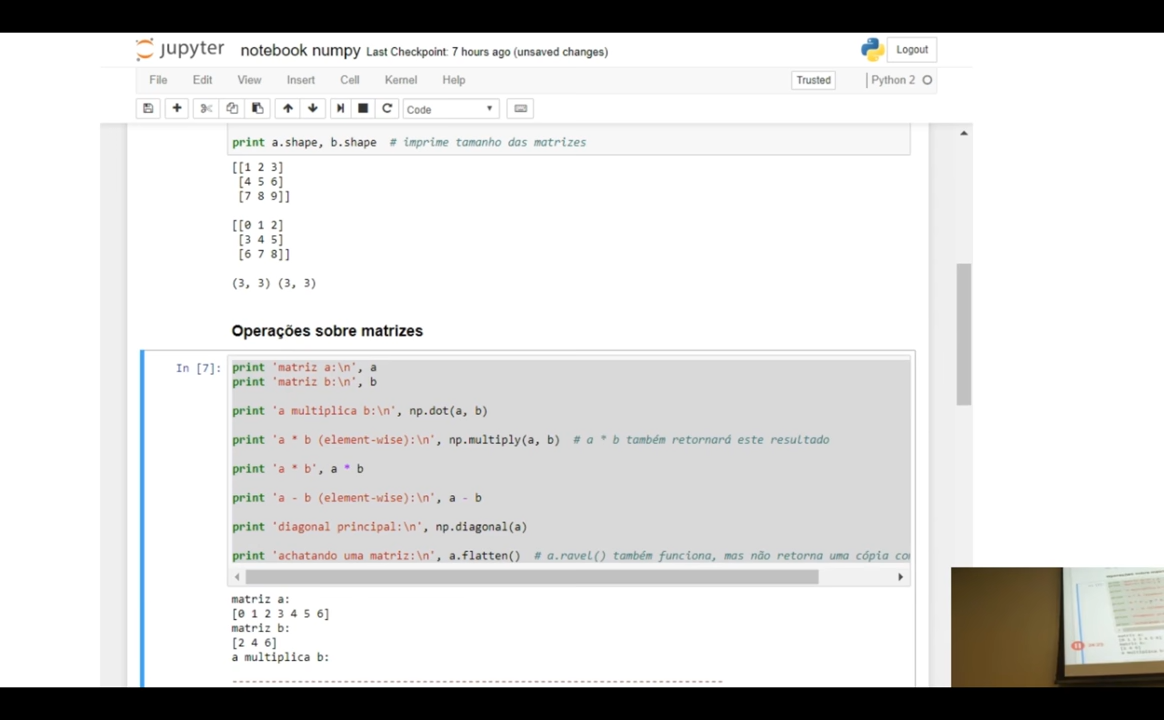 jupyter notebook numpy Last Checkpoint: 7 hours ago (unsaved changes) Logout
File Edit View Insert Cell Kernel Help Trusted Python 2
Code
print a.shape, b.shape # imprime tamanho das matrizes
[[1 2 3]
[4 5 6]
[7 8 9]]
[[0 1 2]
[3 4 5]
[6 7 8]]
(3, 3) (3, 3)
Operações sobre matrizes
In [7]: print 'matriz a:\n', a
print 'matriz b:\n', b
print 'a multiplica b:\n', np.dot(a, b)
print 'a * b (element-wise):\n', np.multiply(a, b) # a * b também retornará este resultado
print 'a * b', a * b
print 'a - b (element-wise):\n', a - b
print 'diagonal principal:\n', np.diagonal(a)
print 'achatando uma matriz:\n', a.flatten() # a.ravel() também funciona, mas não retorna uma cópia
matriz a:
[0 1 2 3 4 5 6]
matriz b:
[2 4 6]
a multiplica b:
---------------------------------------------------------------------------